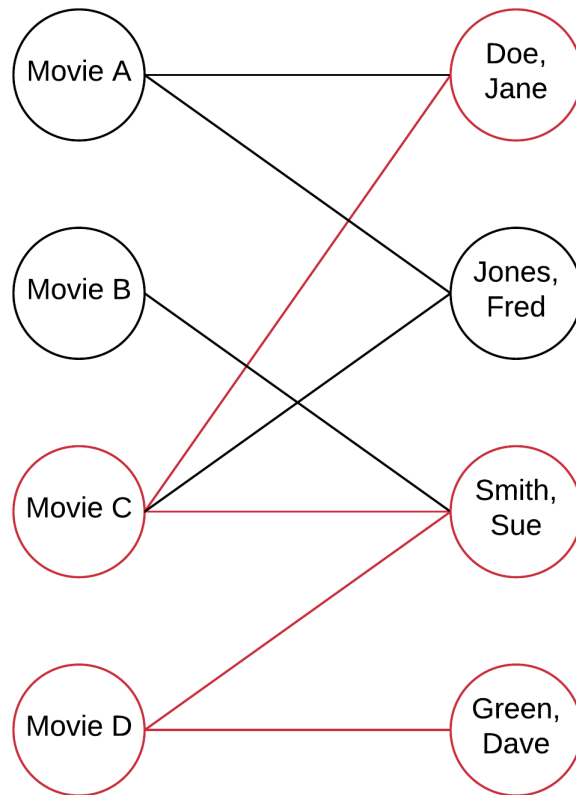 Movie A
Doe,
Jane
Movie B
Jones,
Fred
Movie C
Smith,
Sue
Movie D
Green,
Dave